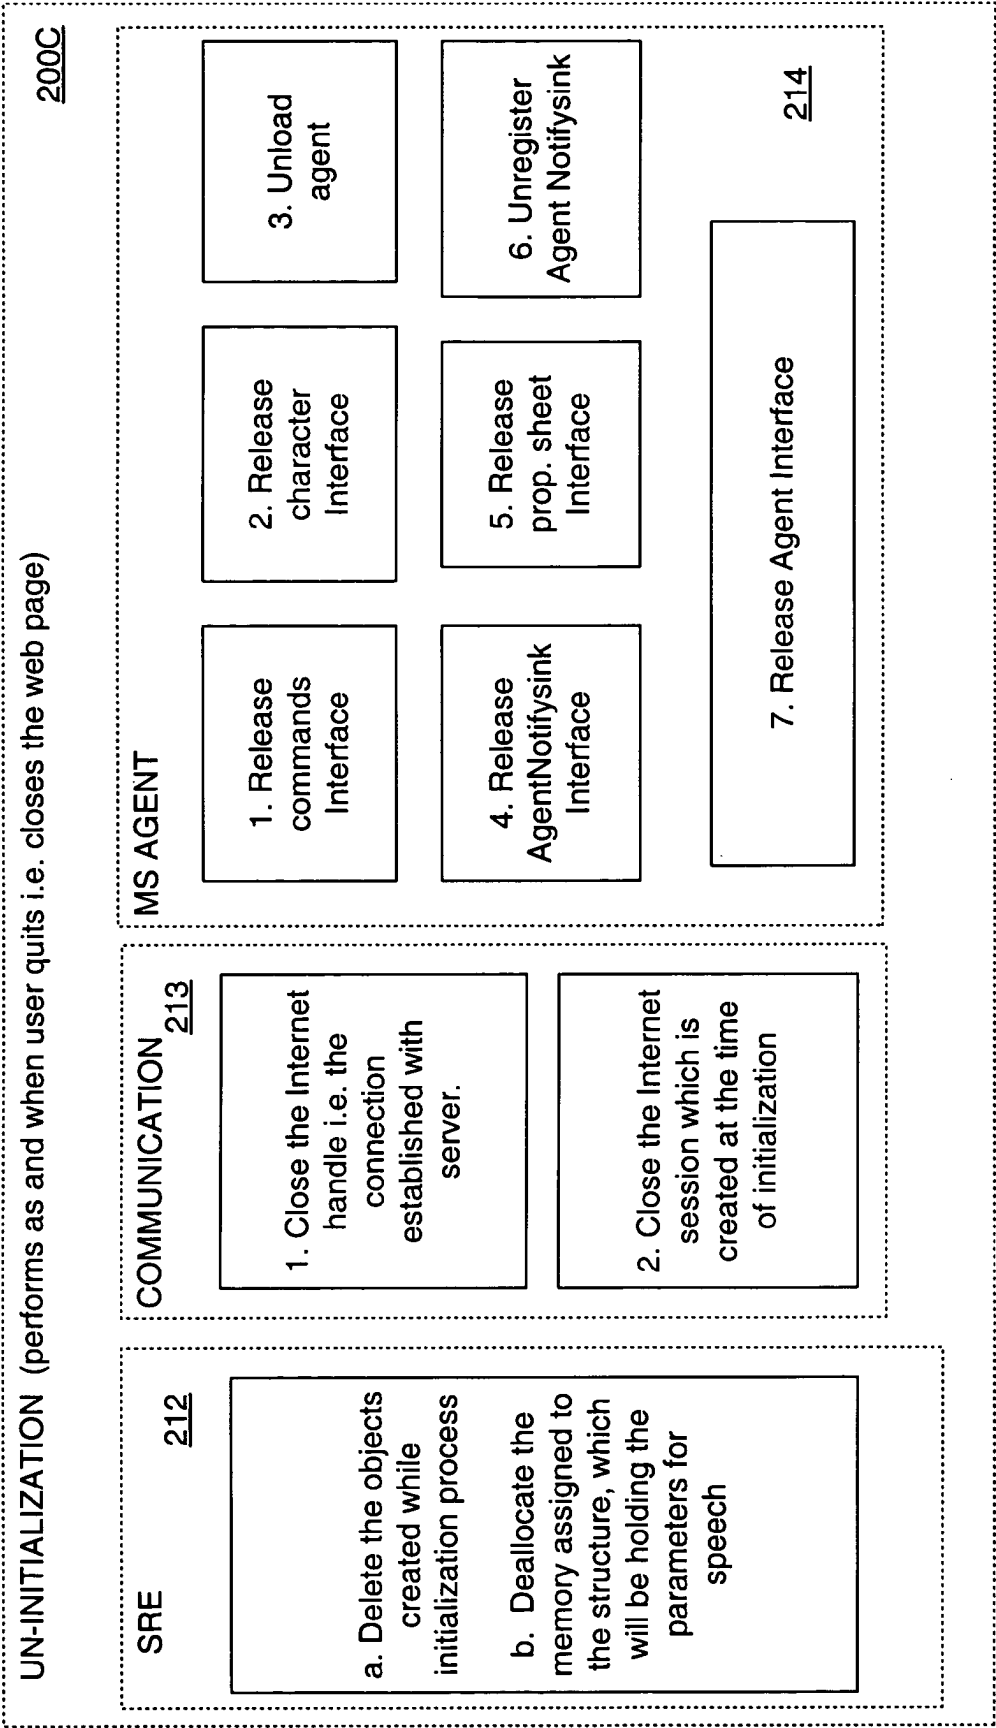 UN-INITIALIZATION (performs as and when user quits i.e. closes the web page)
200C
SRE
212
a. Delete the objects
created while
initialization process
b. Deallocate the
memory assigned to
the structure, which
will be holding the
parameters for
speech
COMMUNICATION
213
1. Close the Internet
handle i.e. the
connection
established with
server.
2. Close the Internet
session which is
created at the time
of initialization
MS AGENT
1. Release
commands
Interface
2. Release
character
Interface
3. Unload
agent
4. Release
AgentNotifysink
Interface
5. Release
prop. sheet
Interface
6. Unregister
Agent Notifysink
7. Release Agent Interface
214